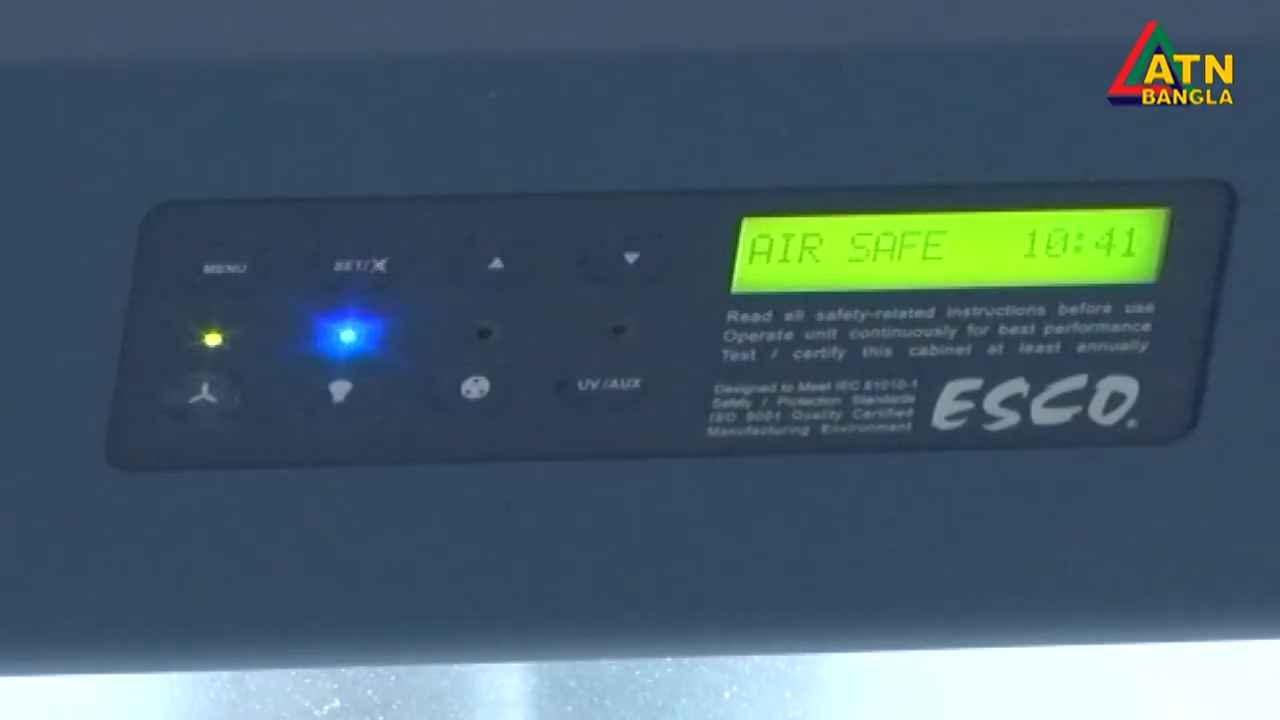 ATN
BANGLA
MENU
SET/X
AIR SAFE 10:41
Read all safety-related instructions before use
Operate unit continuously for best performance
Test / certify this cabinet at least annually
UV/AUX
Designed to Meet IEC 61010-1
Safety / Protection Standards
ISO 9001 Quality Certified
Manufacturing Environment
ESCO